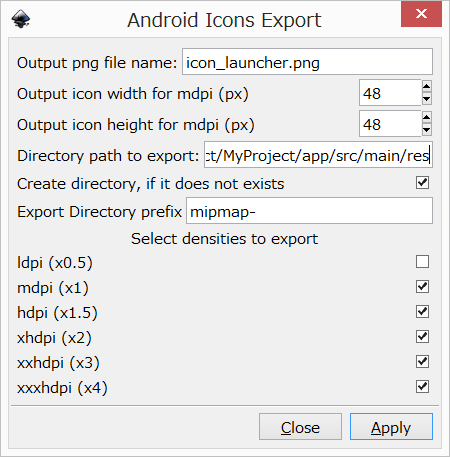 Android Icons Export
Output png file name: icon_launcher.png
Output icon width for mdpi (px) 48
Output icon height for mdpi (px) 48
Directory path to export: ct/MyProject/app/src/main/res
Create directory, if it does not exists
Export Directory prefix mipmap-
Select densities to export
ldpi (x0.5)
mdpi (x1)
hdpi (x1.5)
xhdpi (x2)
xxhdpi (x3)
xxxhdpi (x4)
Close Apply